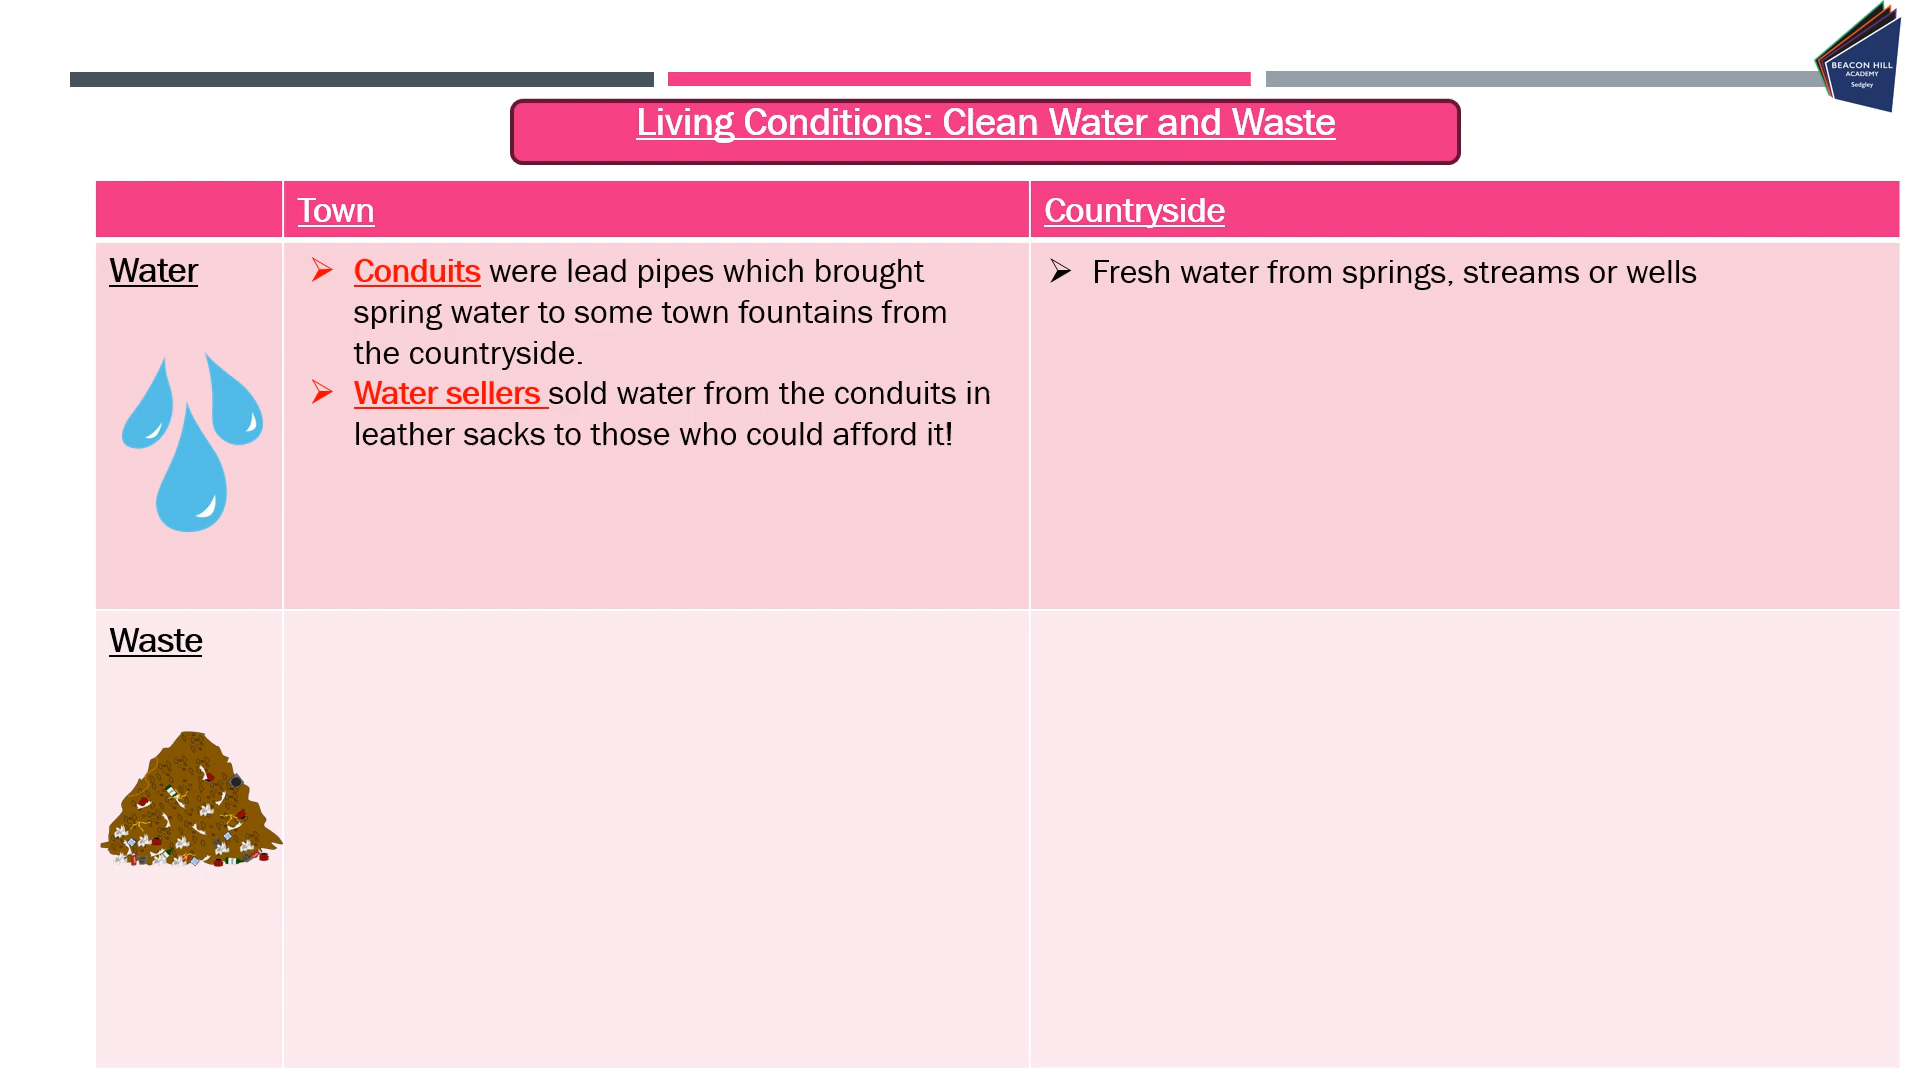 BEACON HILL
ACADEMY
Sedgley
Living Conditions: Clean Water and Waste
Town
Countryside
Water
➢ Conduits were lead pipes which brought
spring water to some town fountains from
the countryside.
➢ Water sellers sold water from the conduits in
leather sacks to those who could afford it!
➢ Fresh water from springs, streams or wells
Waste